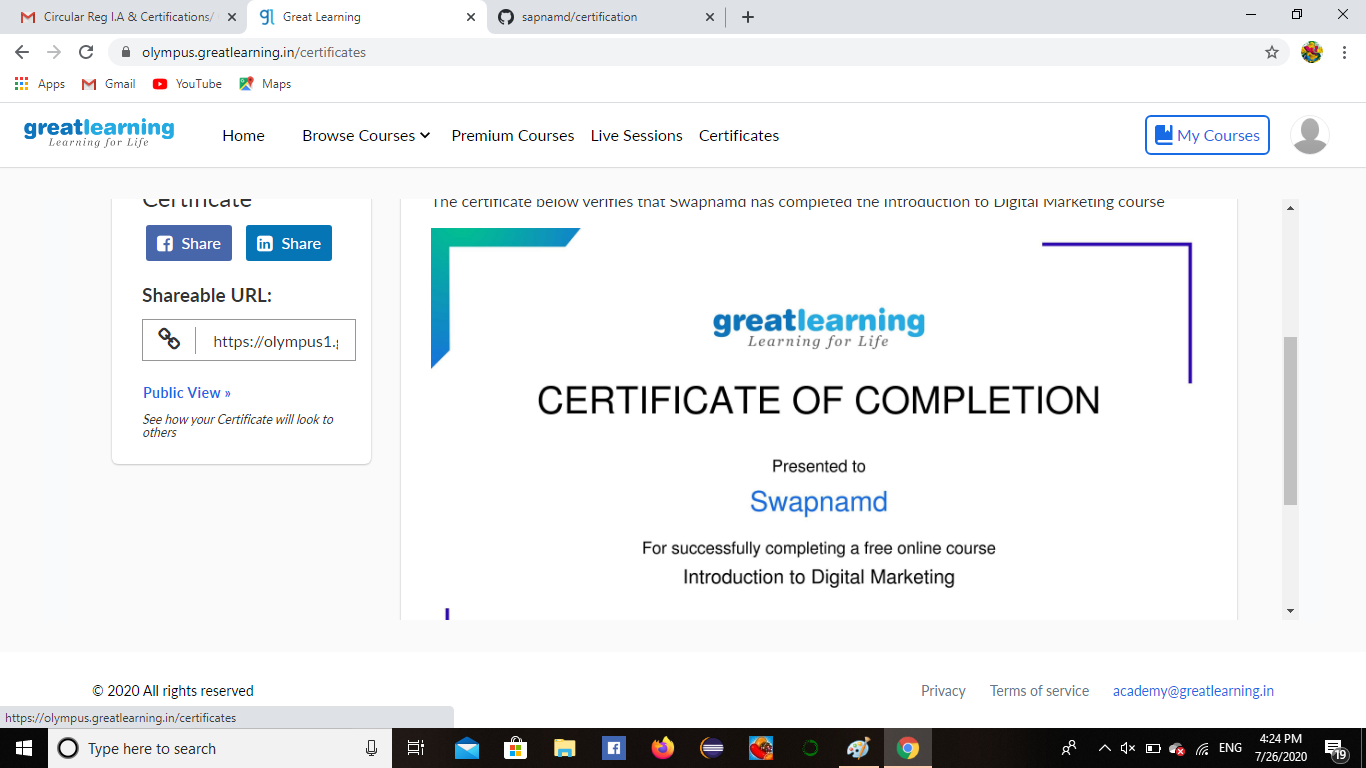 Circular Reg I.A & Certifications/
Great Learning
sapnamd/certification
olympus.greatlearning.in/certificates
Apps
Gmail
YouTube
Maps
greatlearning
Learning for Life
Home
Browse Courses
Premium Courses
Live Sessions
Certificates
My Courses
Certificate
Share
Share
Shareable URL:
https://olympus1.g
Public View »
See how your Certificate will look to
others
The certificate below verifies that Swapnamd has completed the Introduction to Digital Marketing course
greatlearning
Learning for Life
CERTIFICATE OF COMPLETION
Presented to
Swapnamd
For successfully completing a free online course
Introduction to Digital Marketing
© 2020 All rights reserved
Privacy
Terms of service
academy@greatlearning.in
https://olympus.greatlearning.in/certificates
Type here to search
ENG
4:24 PM
7/26/2020
19